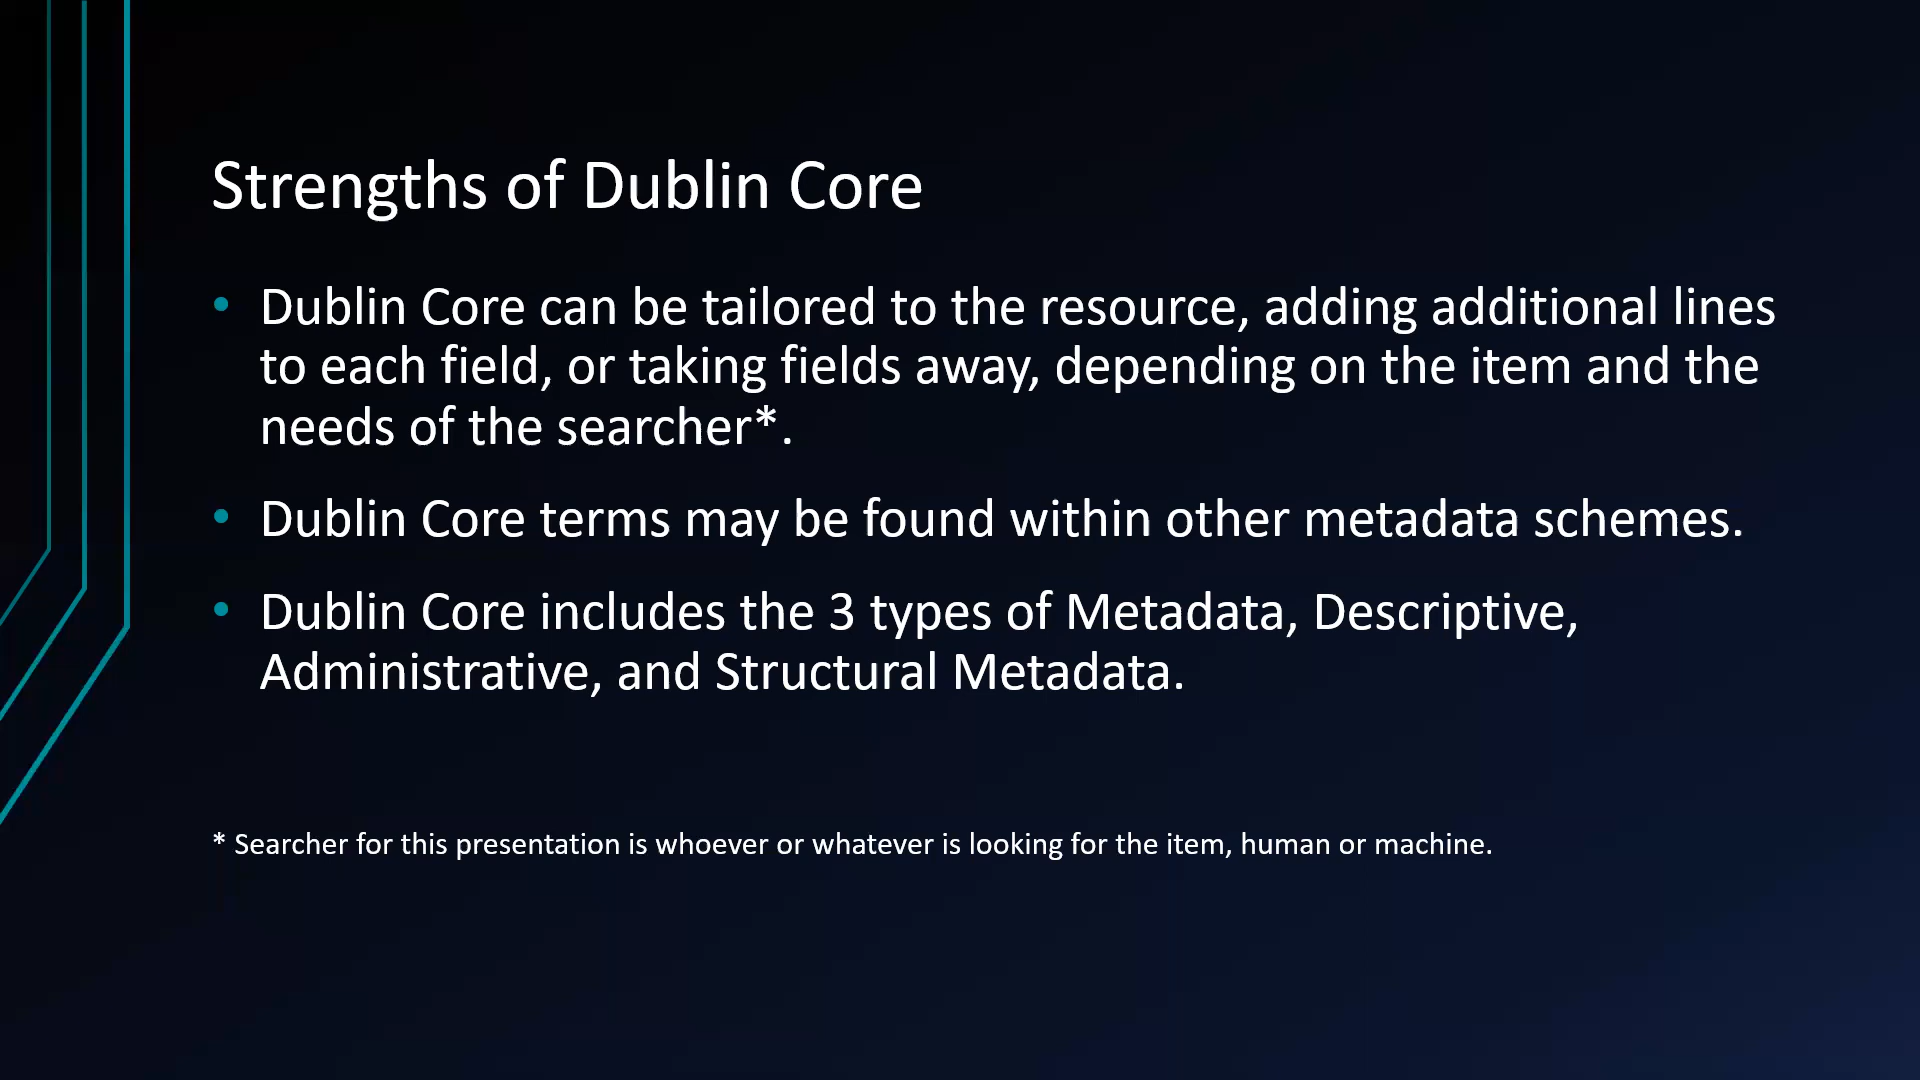 Strengths of Dublin Core
• Dublin Core can be tailored to the resource, adding additional lines
to each field, or taking fields away, depending on the item and the
needs of the searcher*.
• Dublin Core terms may be found within other metadata schemes.
• Dublin Core includes the 3 types of Metadata, Descriptive,
Administrative, and Structural Metadata.
* Searcher for this presentation is whoever or whatever is looking for the item, human or machine.